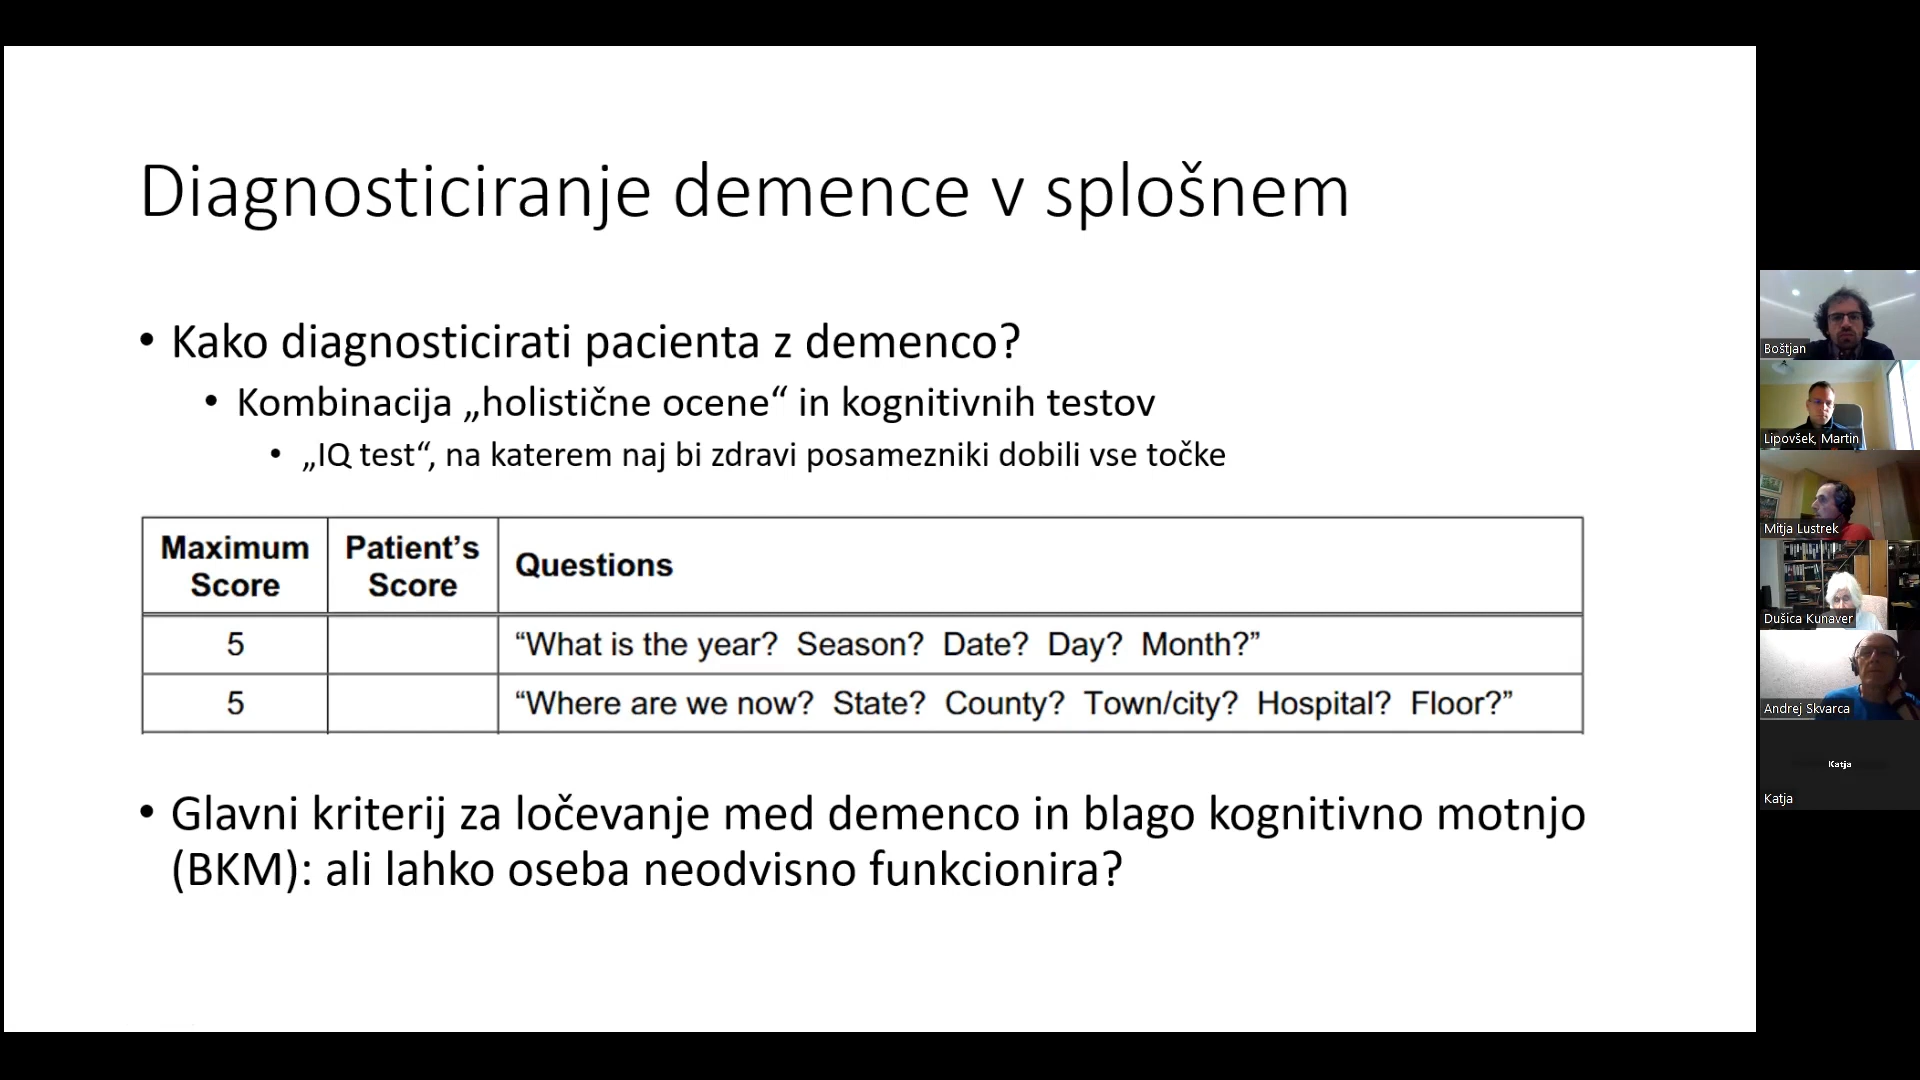 Diagnosticiranje demence v splošnem
• Kako diagnosticirati pacienta z demenco?
• Kombinacija „holistične ocene“ in kognitivnih testov
• „IQ test“, na katerem naj bi zdravi posamezniki dobili vse točke
Maximum Score
Patient’s Score
Questions
5
“What is the year? Season? Date? Day? Month?”
5
“Where are we now? State? County? Town/city? Hospital? Floor?”
• Glavni kriterij za ločevanje med demenco in blago kognitivno motnjo
(BKM): ali lahko oseba neodvisno funkcionira?
Boštjan
Lipovšek, Martin
Mitja Lustrek
Dušica Kunaver
Andrej Skvarca
Katja
Katja